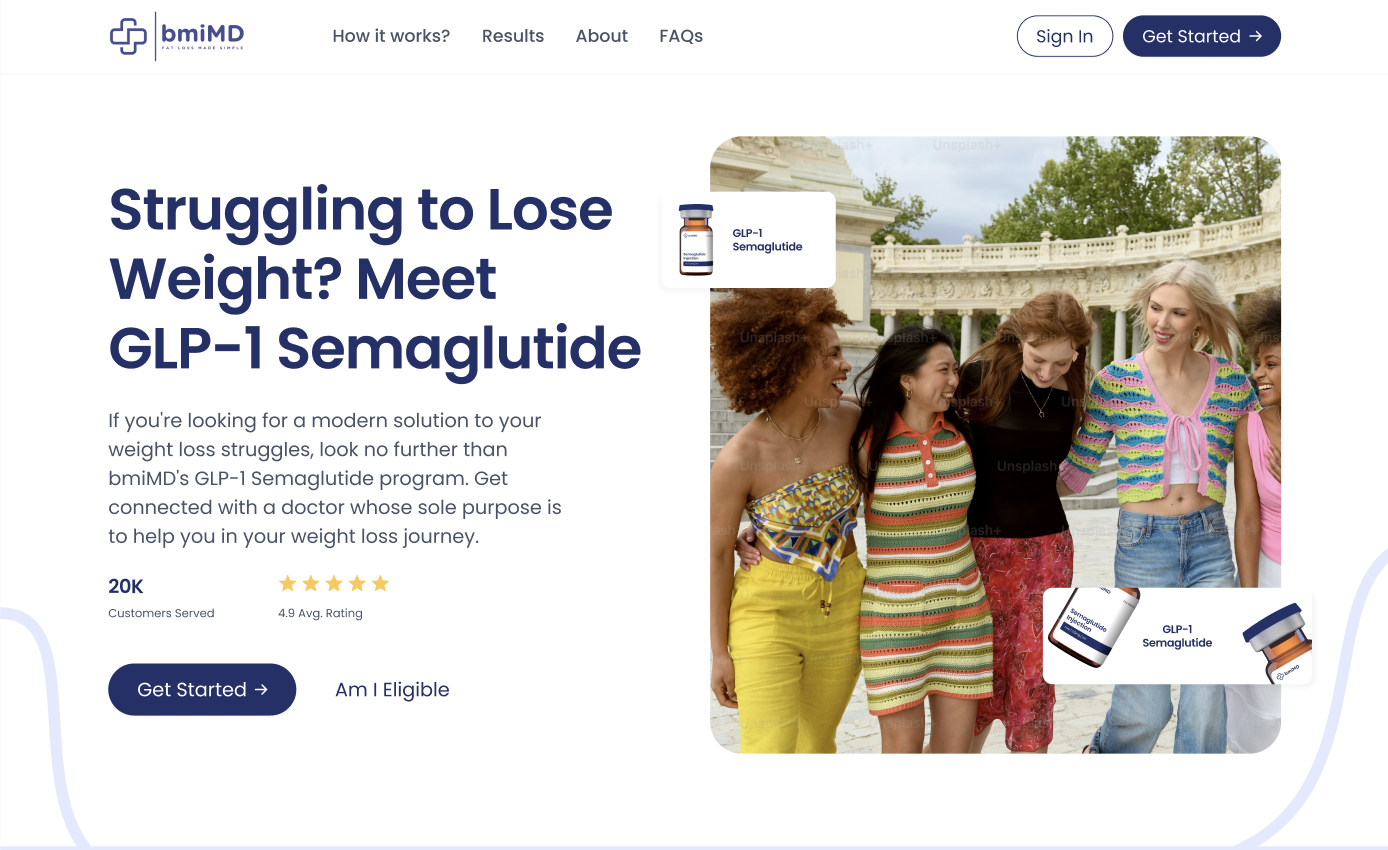 bmiMD
FAT LOSS MADE SIMPLE
How it works?
Results
About
FAQs
Sign In
Get Started →
Struggling to Lose
Weight? Meet
GLP-1 Semaglutide
If you're looking for a modern solution to your
weight loss struggles, look no further than
bmiMD's GLP-1 Semaglutide program. Get
connected with a doctor whose sole purpose is
to help you in your weight loss journey.
20K
Customers Served
4.9 Avg. Rating
Get Started →
Am I Eligible
Unsplash+
Unsplash+
Semaglutide
Injection
GLP-1
Semaglutide
Unsplash+
Unsplash+
Unsplash+
Unsplash+
Semaglutide
Injection
GLP-1
Semaglutide
bmiMD